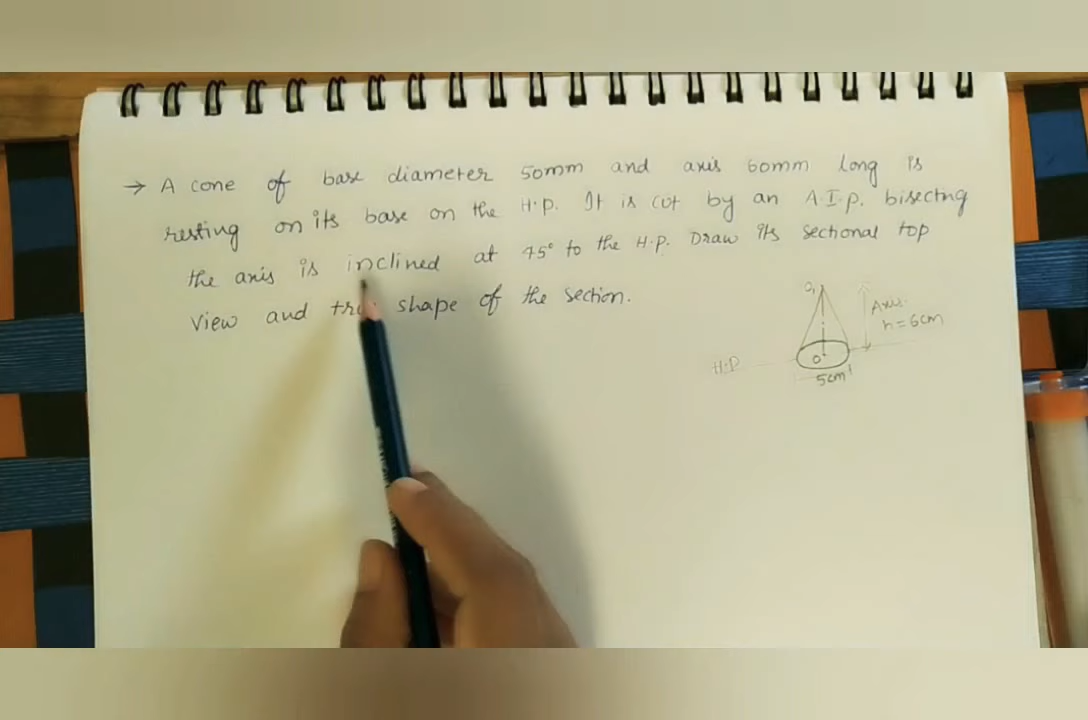 → A cone of base diameter 50mm and axis 60mm long is
resting on its base on the H.P. It is cut by an A.I.P. bisecting
the axis is inclined at 45° to the H.P. Draw its sectional top
view and shape of the section.
O,
Axis.
h=6cm
H.P
O
5cm